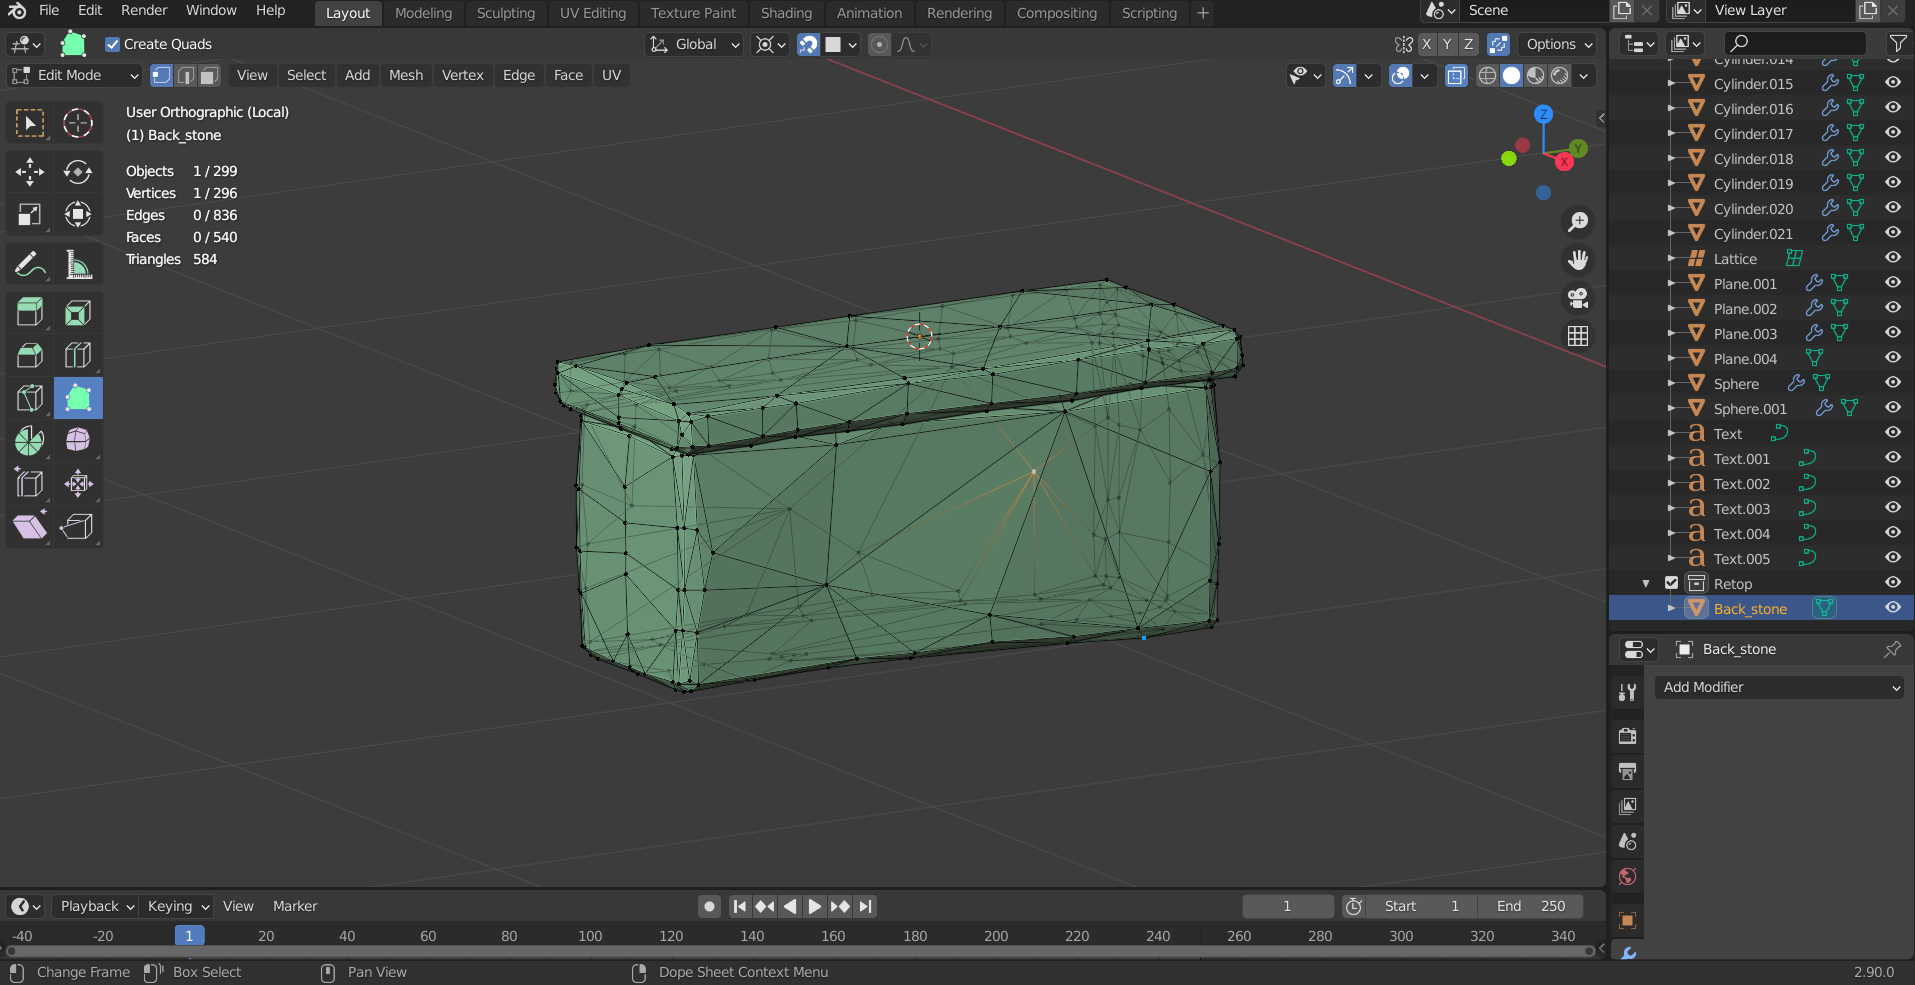 File Edit Render Window Help Layout Modeling Sculpting UV Editing Texture Paint Shading Animation Rendering Compositing Scripting + Scene View Layer
Create Quads Global X Y Z Options
Edit Mode View Select Add Mesh Vertex Edge Face UV
User Orthographic (Local)
(1) Back_stone
Objects 1 / 299
Vertices 1 / 296
Edges 0 / 836
Faces 0 / 540
Triangles 584
Z
Y
X
Cylinder.014
Cylinder.015
Cylinder.016
Cylinder.017
Cylinder.018
Cylinder.019
Cylinder.020
Cylinder.021
Lattice
Plane.001
Plane.002
Plane.003
Plane.004
Sphere
Sphere.001
a Text
a Text.001
a Text.002
a Text.003
a Text.004
a Text.005
Retop
Back_stone
Back_stone
Add Modifier
Playback Keying View Marker 1 Start 1 End 250
-40 -20 1 20 40 60 80 100 120 140 160 180 200 220 240 260 280 300 320 340
Change Frame Box Select Pan View Dope Sheet Context Menu 2.90.0